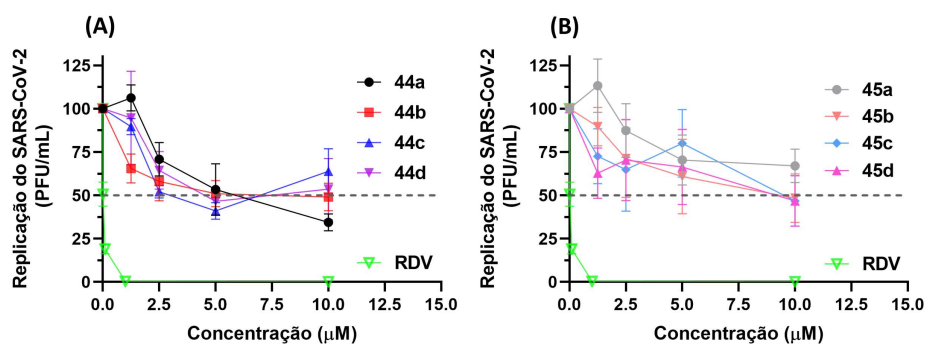 (A)
Replicação do SARS-CoV-2
(PFU/mL)
125
100
75
50
25
0
0.0 2.5 5.0 7.5 10.0 12.5 15.0
Concentração (μM)
44a
44b
44c
44d
RDV
(B)
Replicação do SARS-CoV-2
(PFU/mL)
125
100
75
50
25
0
0.0 2.5 5.0 7.5 10.0 12.5 15.0
Concentração (μM)
45a
45b
45c
45d
RDV